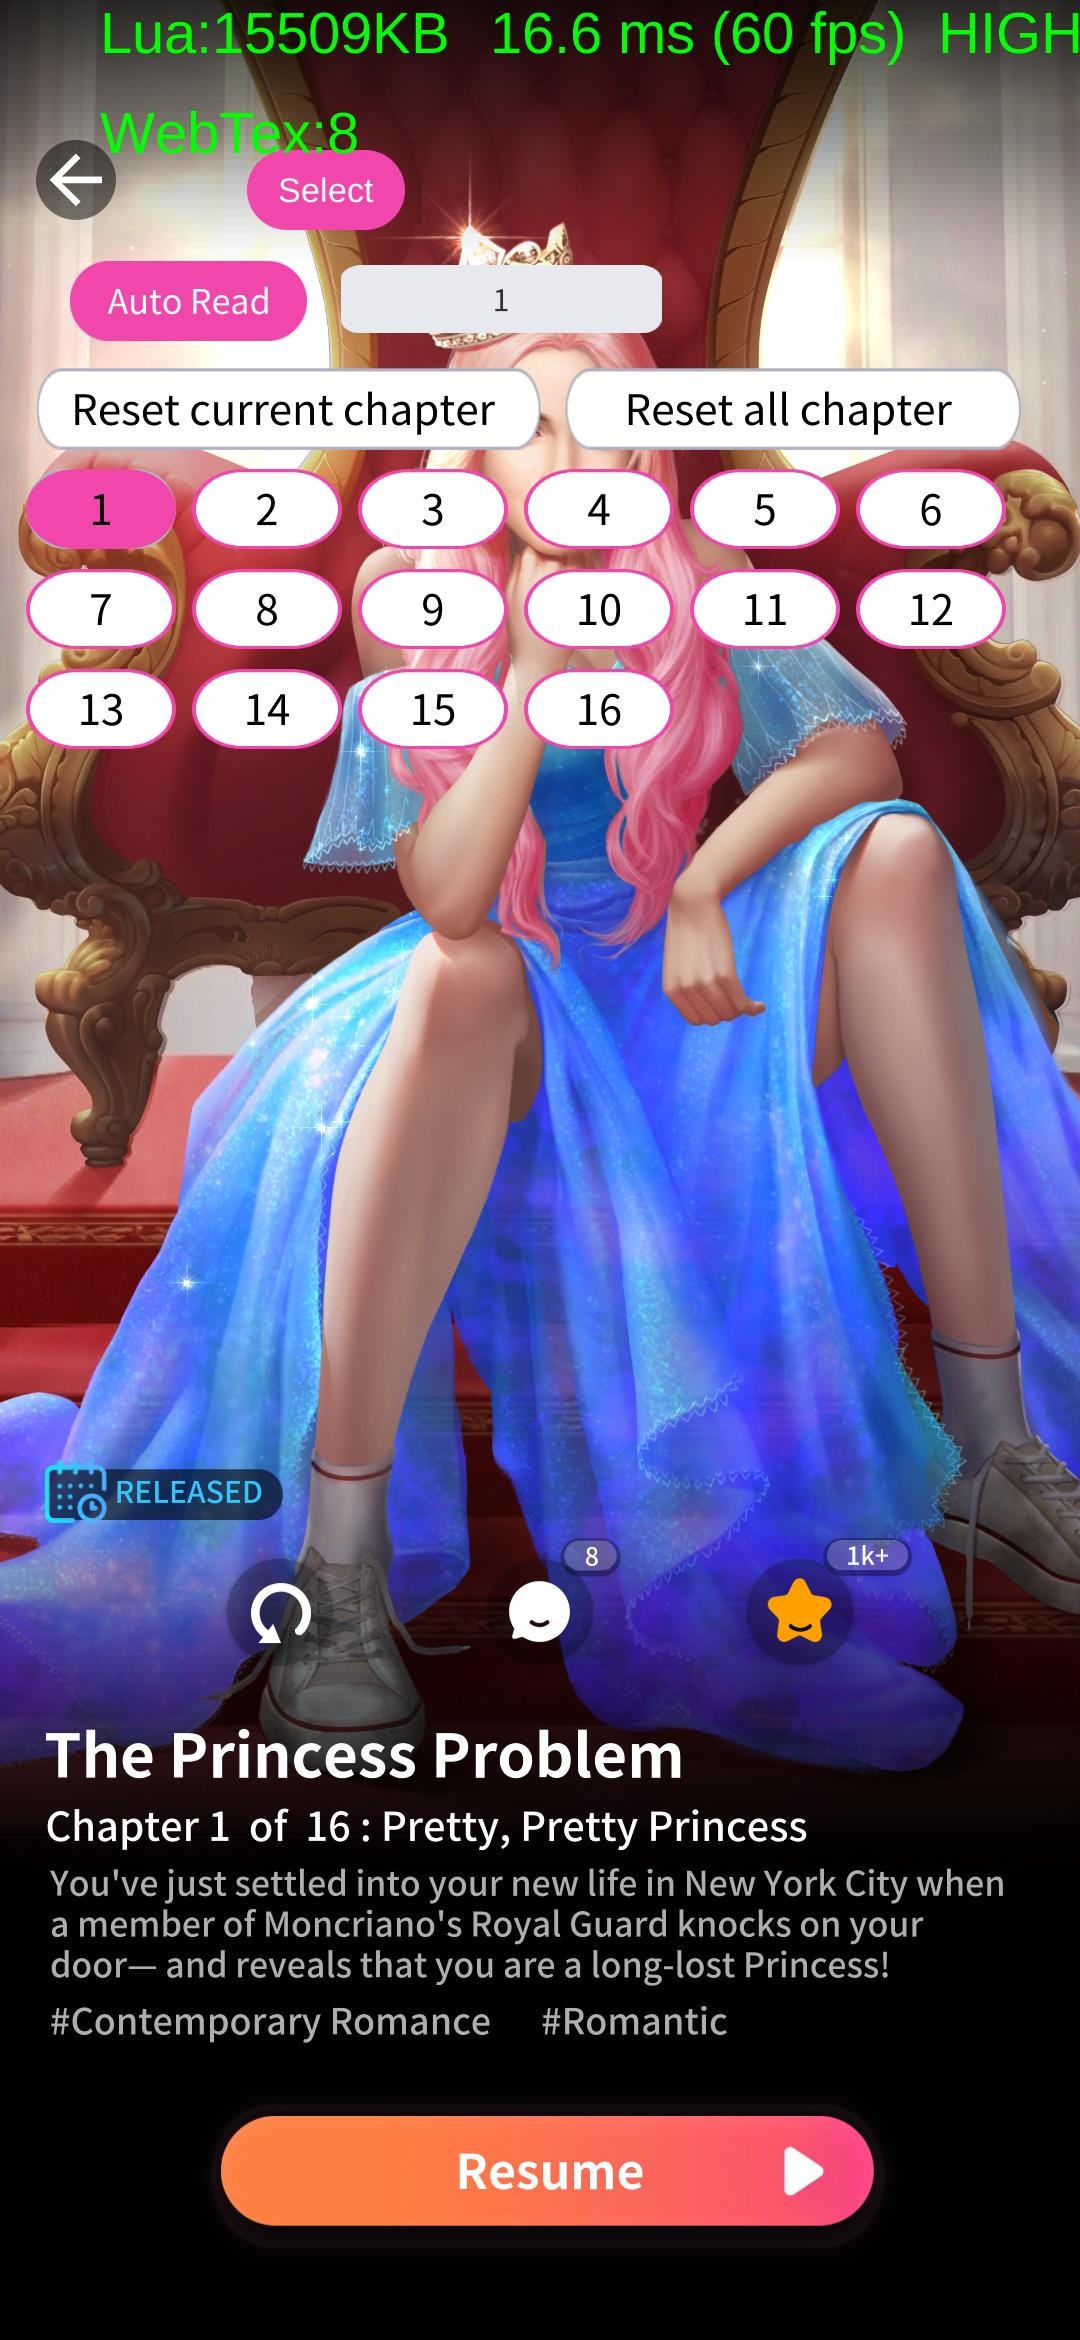 Lua:15509KB 16.6 ms (60 fps) HIGH
WebTex:8
Select
Auto Read
1
Reset current chapter
Reset all chapter
1 2 3 4 5 6
7 8 9 10 11 12
13 14 15 16
RELEASED
8
1k+
The Princess Problem
Chapter 1 of 16 : Pretty, Pretty Princess
You've just settled into your new life in New York City when
a member of Moncriano's Royal Guard knocks on your
door— and reveals that you are a long-lost Princess!
#Contemporary Romance #Romantic
Resume